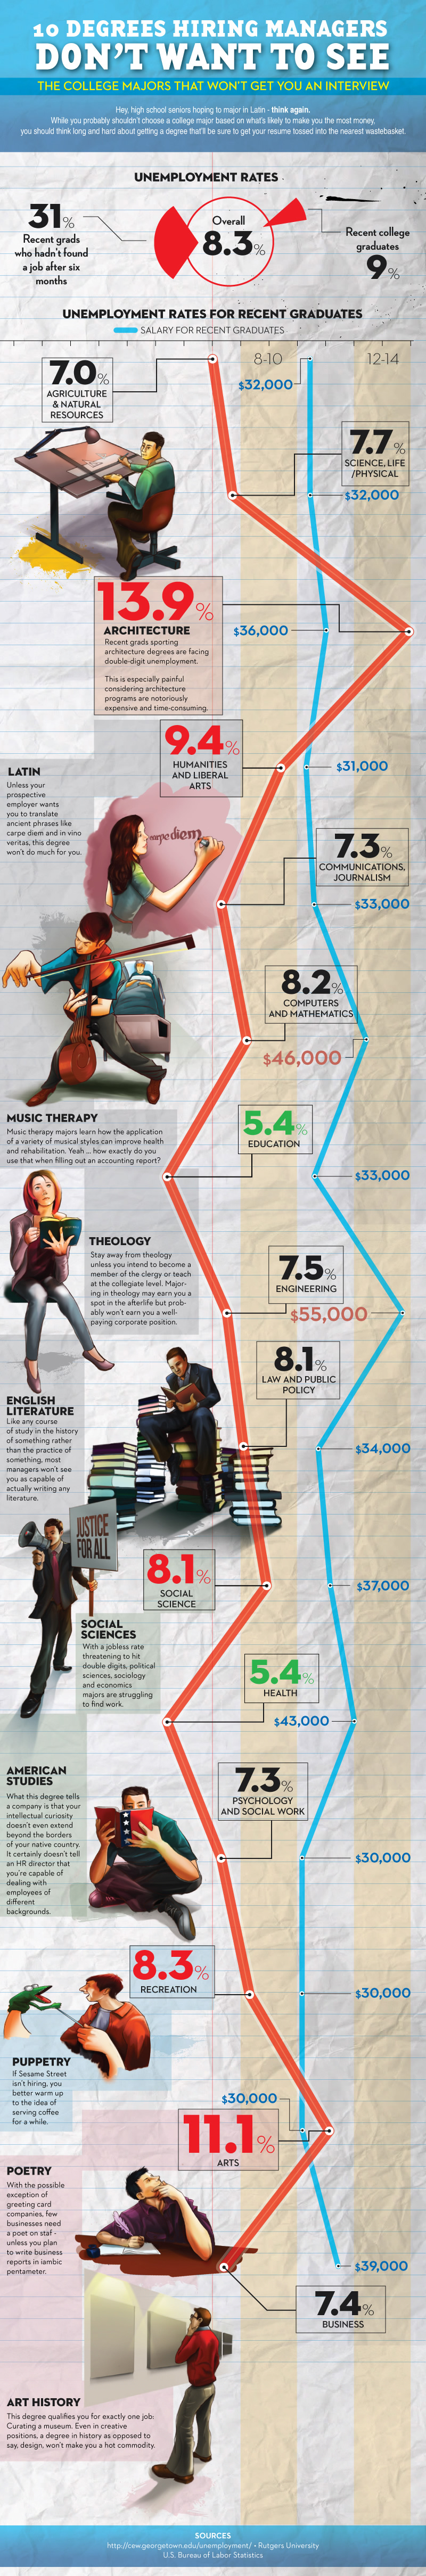 10 DEGREES HIRING MANAGERS
DON'T WANT TO SEE
THE COLLEGE MAJORS THAT WON'T GET YOU AN INTERVIEW
Hey, high school seniors hoping to major in Latin - think again.
While you probably shouldn't choose a college major based on what's likely to make you the most money,
you should think long and hard about getting a degree that'll be sure to get your resume tossed into the nearest wastebasket.
UNEMPLOYMENT RATES
31%
Recent grads
who hadn't found
a job after six
months
Overall
8.3%
Recent college
graduates
9%
UNEMPLOYMENT RATES FOR RECENT GRADUATES
SALARY FOR RECENT GRADUATES
8-10
12-14
7.0%
AGRICULTURE
& NATURAL
RESOURCES
$32,000
7.7%
SCIENCE, LIFE
/PHYSICAL
$32,000
13.9%
ARCHITECTURE
Recent grads sporting
architecture degrees are facing
double-digit unemployment.
This is especially painful
considering architecture
programs are notoriously
expensive and time-consuming.
$36,000
9.4%
HUMANITIES
AND LIBERAL
ARTS
$31,000
LATIN
Unless your
prospective
employer wants
you to translate
ancient phrases like
carpe diem and in vino
veritas, this degree
won't do much for you.
carpe diem
7.3%
COMMUNICATIONS,
JOURNALISM
$33,000
8.2%
COMPUTERS
AND MATHEMATICS
$46,000
MUSIC THERAPY
Music therapy majors learn how the application
of a variety of musical styles can improve health
and rehabilitation. Yeah ... how exactly do you
use that when filling out an accounting report?
5.4%
EDUCATION
$33,000
THEOLOGY
Stay away from theology
unless you intend to become a
member of the clergy or teach
at the collegiate level. Major-
ing in theology may earn you a
spot in the afterlife but prob-
ably won't earn you a well-
paying corporate position.
7.5%
ENGINEERING
$55,000
8.1%
LAW AND PUBLIC
POLICY
$34,000
ENGLISH
LITERATURE
Like any course
of study in the history
of something rather
than the practice of
something, most
managers won't see
you as capable of
actually writing any
literature.
JUSTICE
FOR ALL
8.1%
SOCIAL
SCIENCE
$37,000
SOCIAL
SCIENCES
With a jobless rate
threatening to hit
double digits, political
sciences, sociology
and economics
majors are struggling
to find work.
5.4%
HEALTH
$43,000
AMERICAN
STUDIES
What this degree tells
a company is that your
intellectual curiosity
doesn't even extend
beyond the borders
of your native country.
It certainly doesn't tell
an HR director that
you're capable of
dealing with
employees of
different
backgrounds.
7.3%
PSYCHOLOGY
AND SOCIAL WORK
$30,000
8.3%
RECREATION
$30,000
PUPPETRY
If Sesame Street
isn't hiring, you
better warm up
to the idea of
serving coffee
for a while.
$30,000
11.1%
ARTS
POETRY
With the possible
exception of
greeting card
companies, few
businesses need
a poet on staf -
unless you plan
to write business
reports in iambic
pentameter.
$39,000
7.4%
BUSINESS
ART HISTORY
This degree qualifies you for exactly one job:
Curating a museum. Even in creative
positions, a degree in history as opposed to
say, design, won't make you a hot commodity.
SOURCES
http://cew.georgetown.edu/unemployment/ • Rutgers University
U.S. Bureau of Labor Statistics